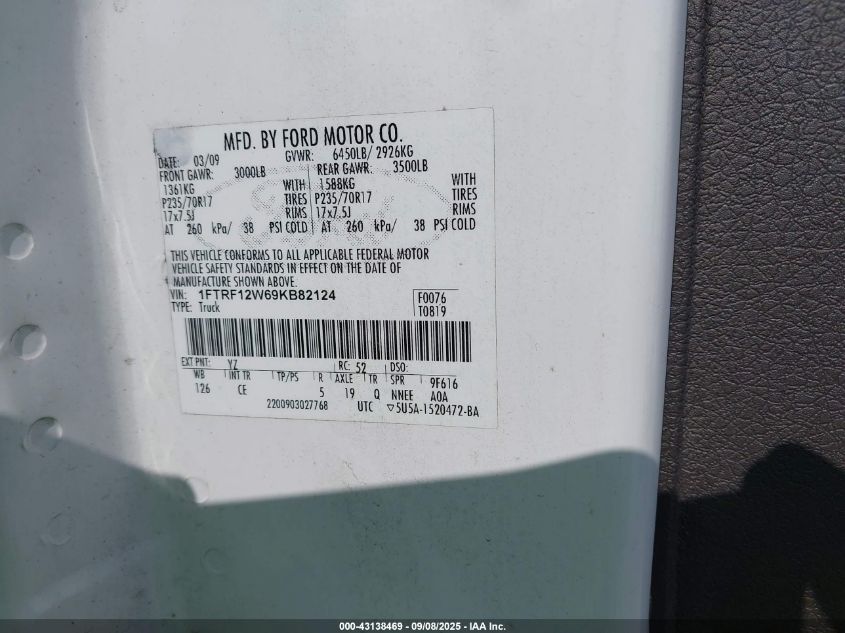 MFD. BY FORD MOTOR CO.
DATE: 03/09 GVWR: 6450LB/ 2926KG
FRONT GAWR: 3000LB REAR GAWR: 3500LB
1361KG WITH 1588KG WITH
P235/70R17 TIRES P235/70R17 TIRES
17x7.5J RIMS 17x7.5J RIMS
AT 260 kPa/ 38 PSI COLD AT 260 kPa/ 38 PSI COLD
THIS VEHICLE CONFORMS TO ALL APPLICABLE FEDERAL MOTOR
VEHICLE SAFETY STANDARDS IN EFFECT ON THE DATE OF
MANUFACTURE SHOWN ABOVE.
VIN: 1FTRF12W69KB82124 F0076
TYPE: Truck T0819
EXT PNT: YZ RC: 52 DSO:
WB INT TR TP/PS R AXLE TR SPR 9F616
126 CE 5 19 Q NNEE A0A
2200903027768 UTC ▽5U5A-1520472-BA
000-43138469 - 09/08/2025 - IAA Inc.